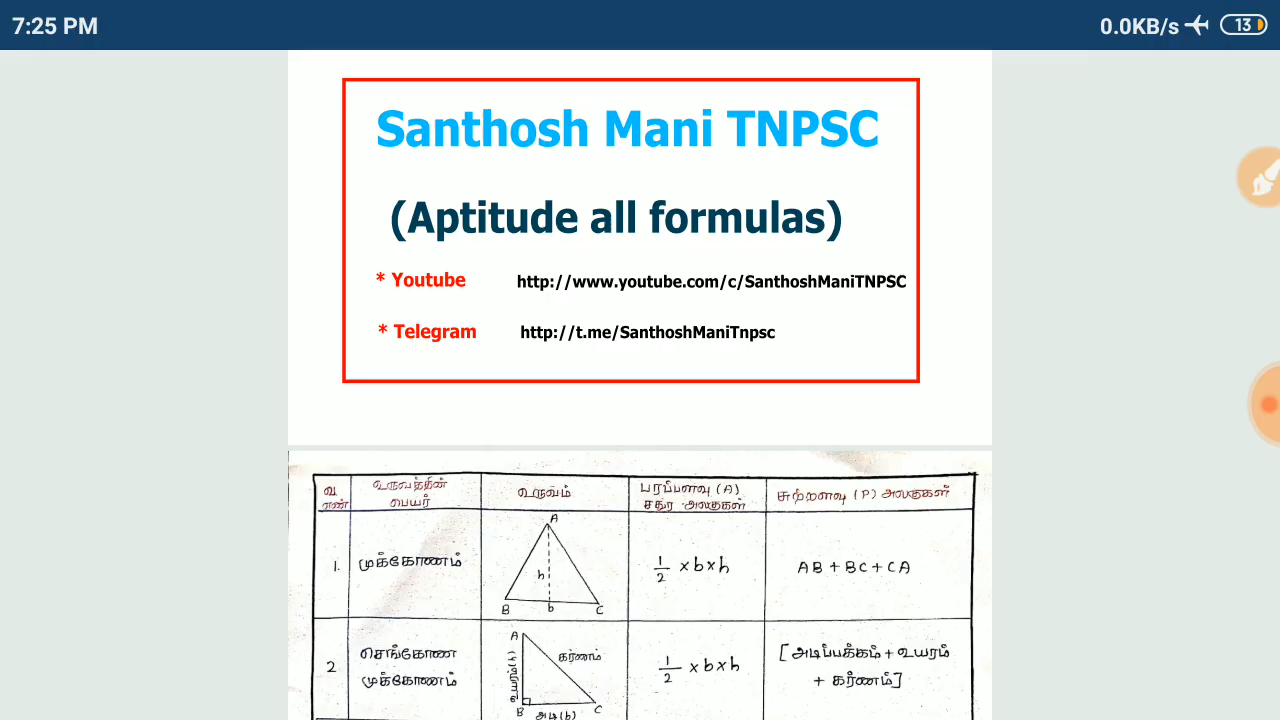 7:25 PM
0.0KB/s
13
Santhosh Mani TNPSC
(Aptitude all formulas)
* Youtube http://www.youtube.com/c/SanthoshManiTNPSC
* Telegram http://t.me/SanthoshManiTnpsc
வ எண்
உருவத்தின் பெயர்
உருவம்
பரப்பளவு (A) சதுர அலகுகள்
சுற்றளவு (P) அலகுகள்
1.
முக்கோணம்
A
h
B
b
C
1/2 × b × h
AB + BC + CA
2
செங்கோண முக்கோணம்
A
உயரம் (h)
கர்ணம்
B
அடி (b)
C
1/2 × b × h
[அடிப்பக்கம் + உயரம்
+ கர்ணம்]